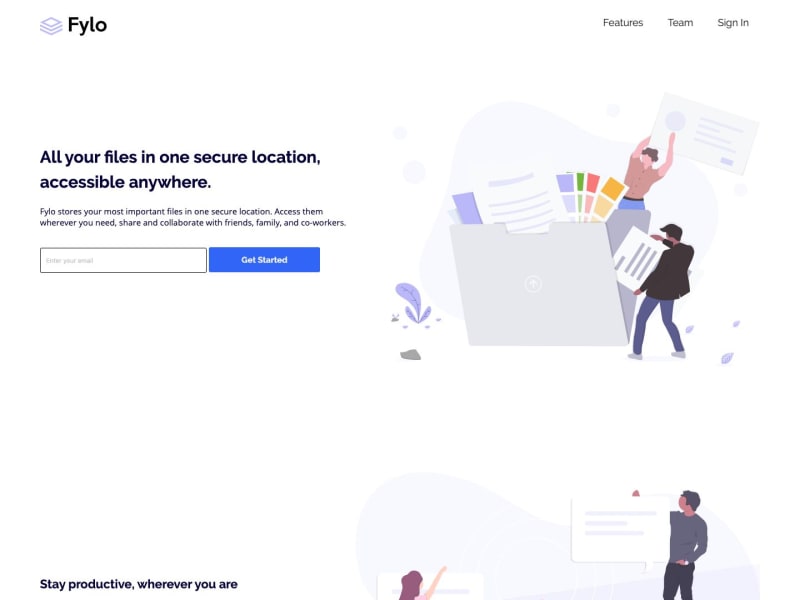 Fylo
Features
Team
Sign In
All your files in one secure location,
accessible anywhere.
Fylo stores your most important files in one secure location. Access them
wherever you need, share and collaborate with friends, family, and co-workers.
Enter your email
Get Started
Stay productive, wherever you are